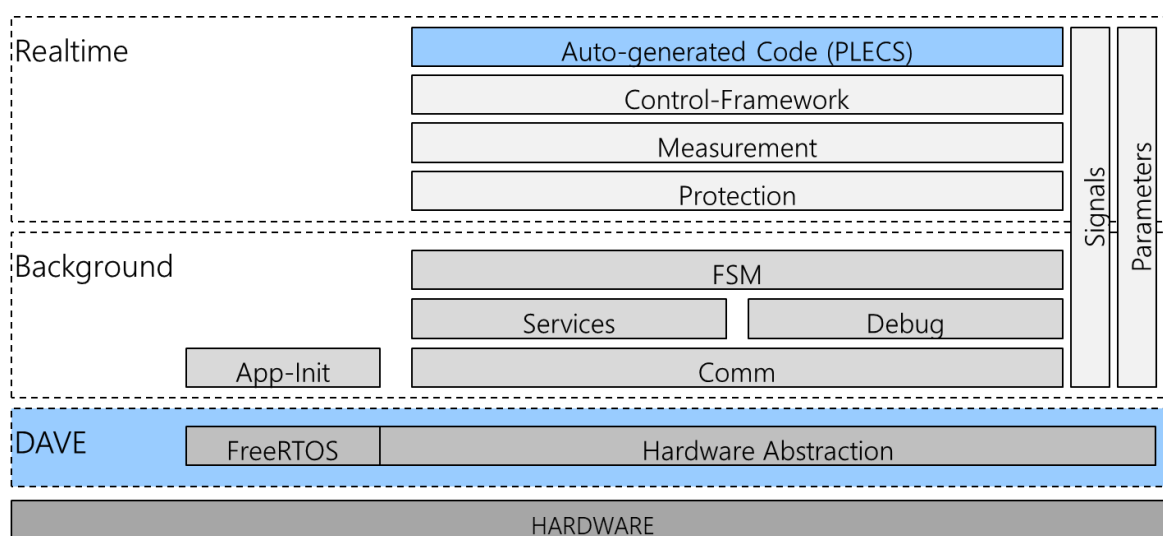 Realtime
Auto-generated Code (PLECS)
Control-Framework
Measurement
Protection
Signals
Parameters
Background
FSM
Services
Debug
App-Init
Comm
DAVE
FreeRTOS
Hardware Abstraction
HARDWARE